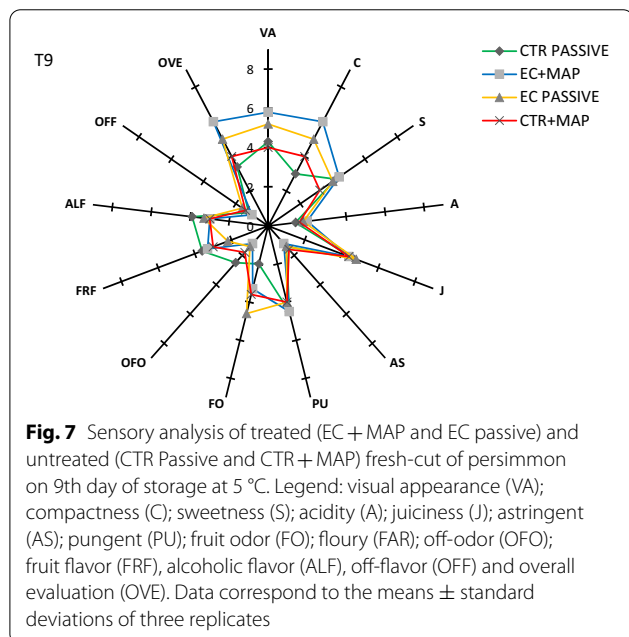 T9
VA
C
S
A
J
AS
PU
FO
OFO
FRF
ALF
OFF
OVE
8
6
4
2
0
CTR PASSIVE
EC+MAP
EC PASSIVE
CTR+MAP
Fig. 7 Sensory analysis of treated (EC + MAP and EC passive) and
untreated (CTR Passive and CTR + MAP) fresh-cut of persimmon
on 9th day of storage at 5 °C. Legend: visual appearance (VA);
compactness (C); sweetness (S); acidity (A); juiciness (J); astringent
(AS); pungent (PU); fruit odor (FO); floury (FAR); off-odor (OFO);
fruit flavor (FRF), alcoholic flavor (ALF), off-flavor (OFF) and overall
evaluation (OVE). Data correspond to the means ± standard
deviations of three replicates